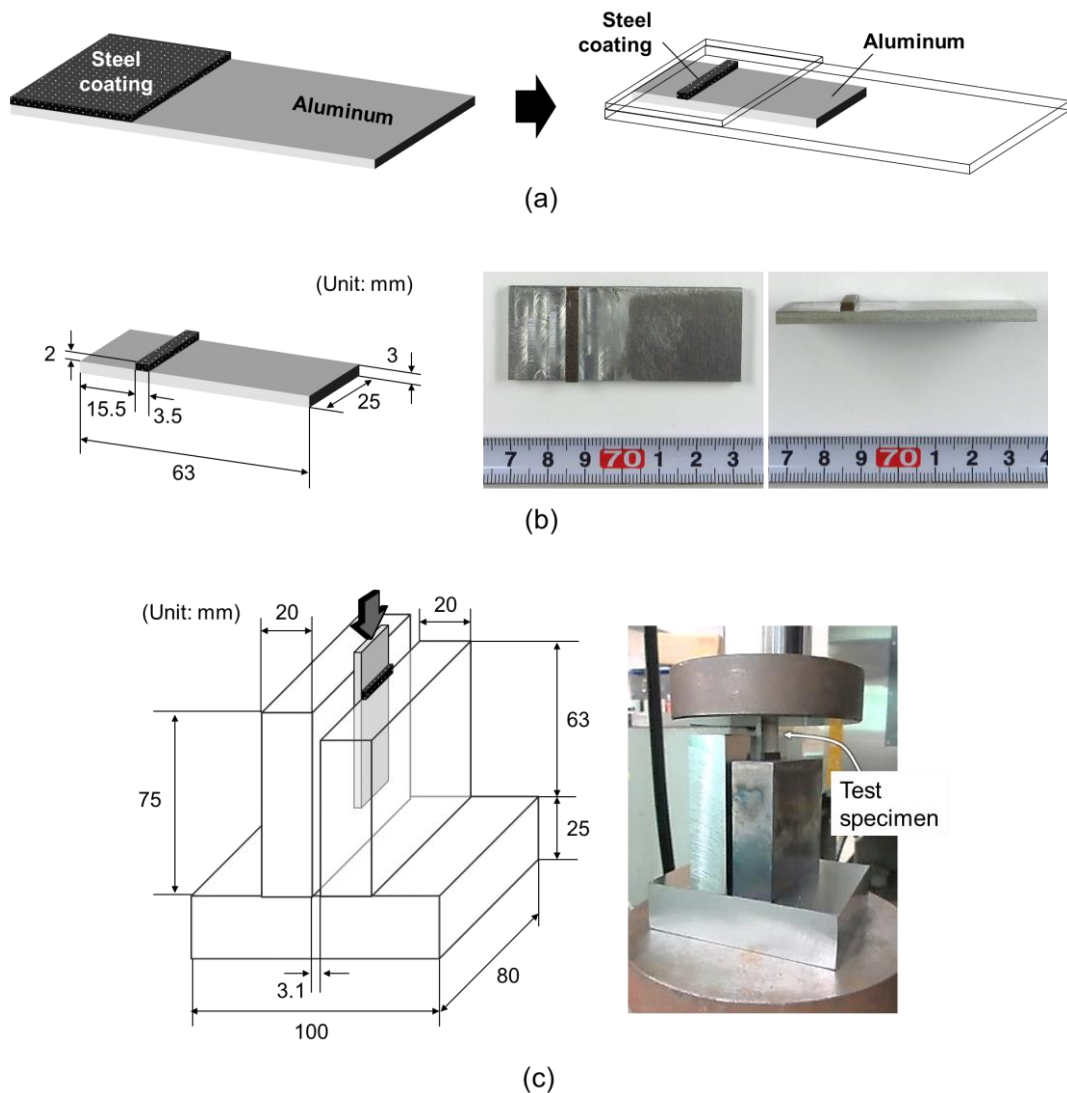 Steel
coating
Aluminum
Steel
coating
Aluminum
(a)
(Unit: mm)
2
15.5
3.5
63
3
25
7 8 9 70 1 2 3
7 8 9 70 1 2 3 4
(b)
(Unit: mm)
20
20
75
63
25
3.1
80
100
Test
specimen
(c)